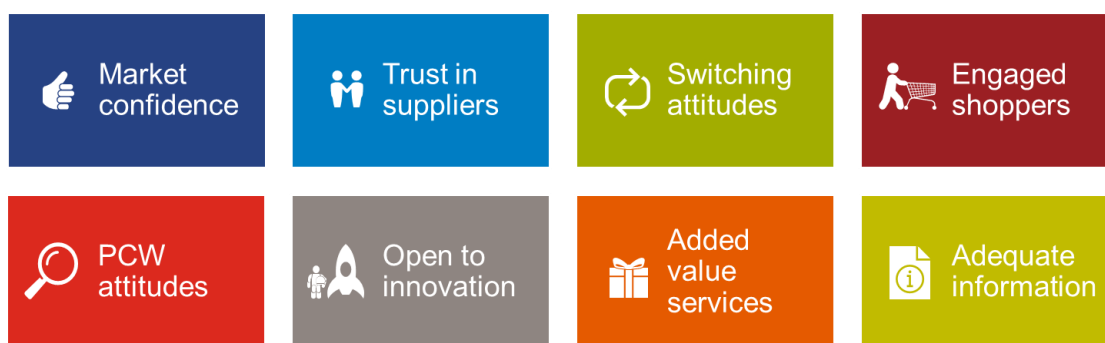 Market
confidence
Trust in
suppliers
Switching
attitudes
Engaged
shoppers
PCW
attitudes
Open to
innovation
Added
value
services
Adequate
information